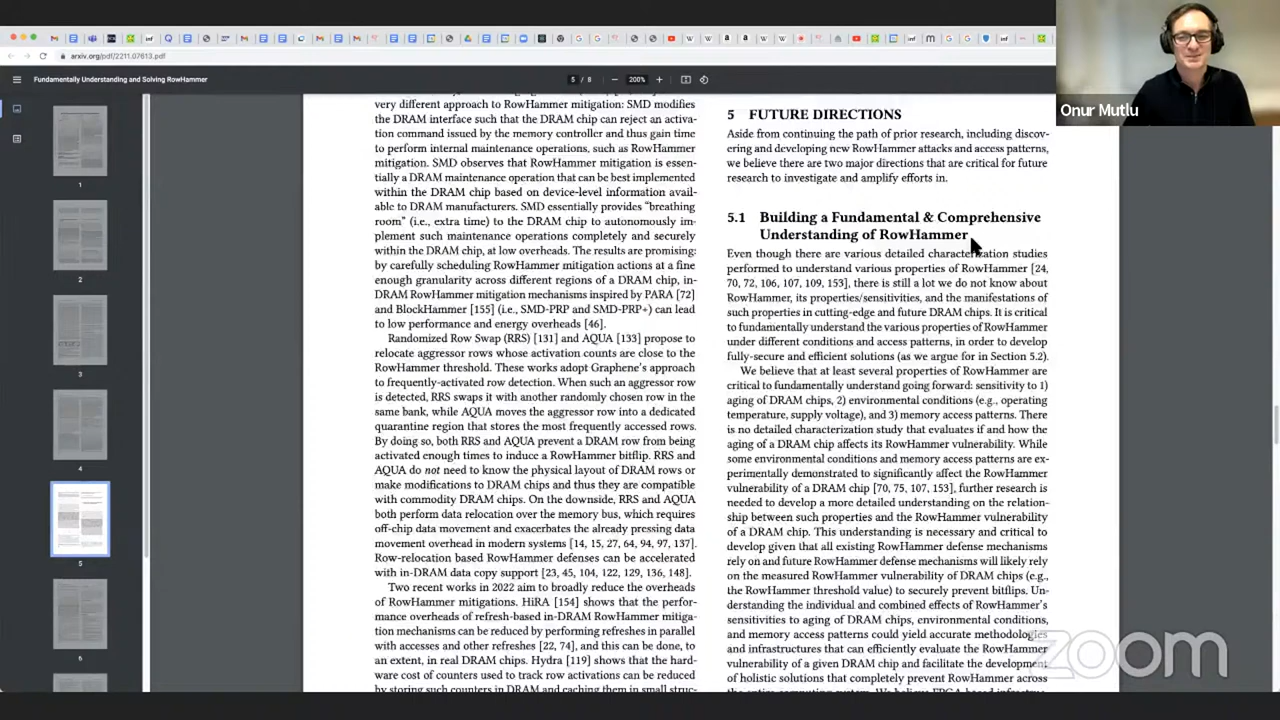 arxiv.org/pdf/2211.07613.pdf
Fundamentally Understanding and Solving RowHammer
5 / 8
200%
1
2
3
4
5
6
very different approach to RowHammer mitigation: SMD modifies
the DRAM interface such that the DRAM chip can reject an activa-
tion command issued by the memory controller and thus gain time
to perform internal maintenance operations, such as RowHammer
mitigation. SMD observes that RowHammer mitigation is essen-
tially a DRAM maintenance operation that can be best implemented
within the DRAM chip based on device-level information avail-
able to DRAM manufacturers. SMD essentially provides "breathing
room" (i.e., extra time) to the DRAM chip to autonomously im-
plement such maintenance operations completely and securely
within the DRAM chip, at low overheads. The results are promising:
by carefully scheduling RowHammer mitigation actions at a fine
enough granularity across different regions of a DRAM chip, in-
DRAM RowHammer mitigation mechanisms inspired by PARA [72]
and BlockHammer [155] (i.e., SMD-PRP and SMD-PRP+) can lead
to low performance and energy overheads [46].
Randomized Row Swap (RRS) [131] and AQUA [133] propose to
relocate aggressor rows whose activation counts are close to the
RowHammer threshold. These works adopt Graphene's approach
to frequently-activated row detection. When such an aggressor row
is detected, RRS swaps it with another randomly chosen row in the
same bank, while AQUA moves the aggressor row into a dedicated
quarantine region that stores the most frequently accessed rows.
By doing so, both RRS and AQUA prevent a DRAM row from being
activated enough times to induce a RowHammer bitflip. RRS and
AQUA do not need to know the physical layout of DRAM rows or
make modifications to DRAM chips and thus they are compatible
with commodity DRAM chips. On the downside, RRS and AQUA
both perform data relocation over the memory bus, which requires
off-chip data movement and exacerbates the already pressing data
movement overhead in modern systems [14, 15, 27, 64, 94, 97, 137].
Row-relocation based RowHammer defenses can be accelerated
with in-DRAM data copy support [23, 45, 104, 122, 129, 136, 148].
Two recent works in 2022 aim to broadly reduce the overheads
of RowHammer mitigations. HiRA [154] shows that the perfor-
mance overheads of refresh-based in-DRAM RowHammer mitiga-
tion mechanisms can be reduced by performing refreshes in parallel
with accesses and other refreshes [22, 74], and this can be done, to
an extent, in real DRAM chips. Hydra [119] shows that the hard-
ware cost of counters used to track row activations can be reduced
by storing such counters in DRAM and caching them in small struc-
5 FUTURE DIRECTIONS
Aside from continuing the path of prior research, including discov-
ering and developing new RowHammer attacks and access patterns,
we believe there are two major directions that are critical for future
research to investigate and amplify efforts in.
5.1 Building a Fundamental & Comprehensive
Understanding of RowHammer
Even though there are various detailed characterization studies
performed to understand various properties of RowHammer [24,
70, 72, 106, 107, 109, 153], there is still a lot we do not know about
RowHammer, its properties/sensitivities, and the manifestations of
such properties in cutting-edge and future DRAM chips. It is critical
to fundamentally understand the various properties of RowHammer
under different conditions and access patterns, in order to develop
fully-secure and efficient solutions (as we argue for in Section 5.2).
We believe that at least several properties of RowHammer are
critical to fundamentally understand going forward: sensitivity to 1)
aging of DRAM chips, 2) environmental conditions (e.g., operating
temperature, supply voltage), and 3) memory access patterns. There
is no detailed characterization study that evaluates if and how the
aging of a DRAM chip affects its RowHammer vulnerability. While
some environmental conditions and memory access patterns are ex-
perimentally demonstrated to significantly affect the RowHammer
vulnerability of a DRAM chip [70, 75, 107, 153], further research is
needed to develop a more detailed understanding on the relation-
ship between such properties and the RowHammer vulnerability
of a DRAM chip. This understanding is necessary and critical to
develop given that all existing RowHammer defense mechanisms
rely on and future RowHammer defense mechanisms will likely rely
on the measured RowHammer vulnerability of DRAM chips (e.g.,
the RowHammer threshold value) to securely prevent bitflips. Un-
derstanding the individual and combined effects of RowHammer's
sensitivities to aging of DRAM chips, environmental conditions,
and memory access patterns could yield accurate methodologies
and infrastructures that can efficiently evaluate the RowHammer
vulnerability of a given DRAM chip and facilitate the development
of holistic solutions that completely prevent RowHammer across
Onur Mutlu
zoom